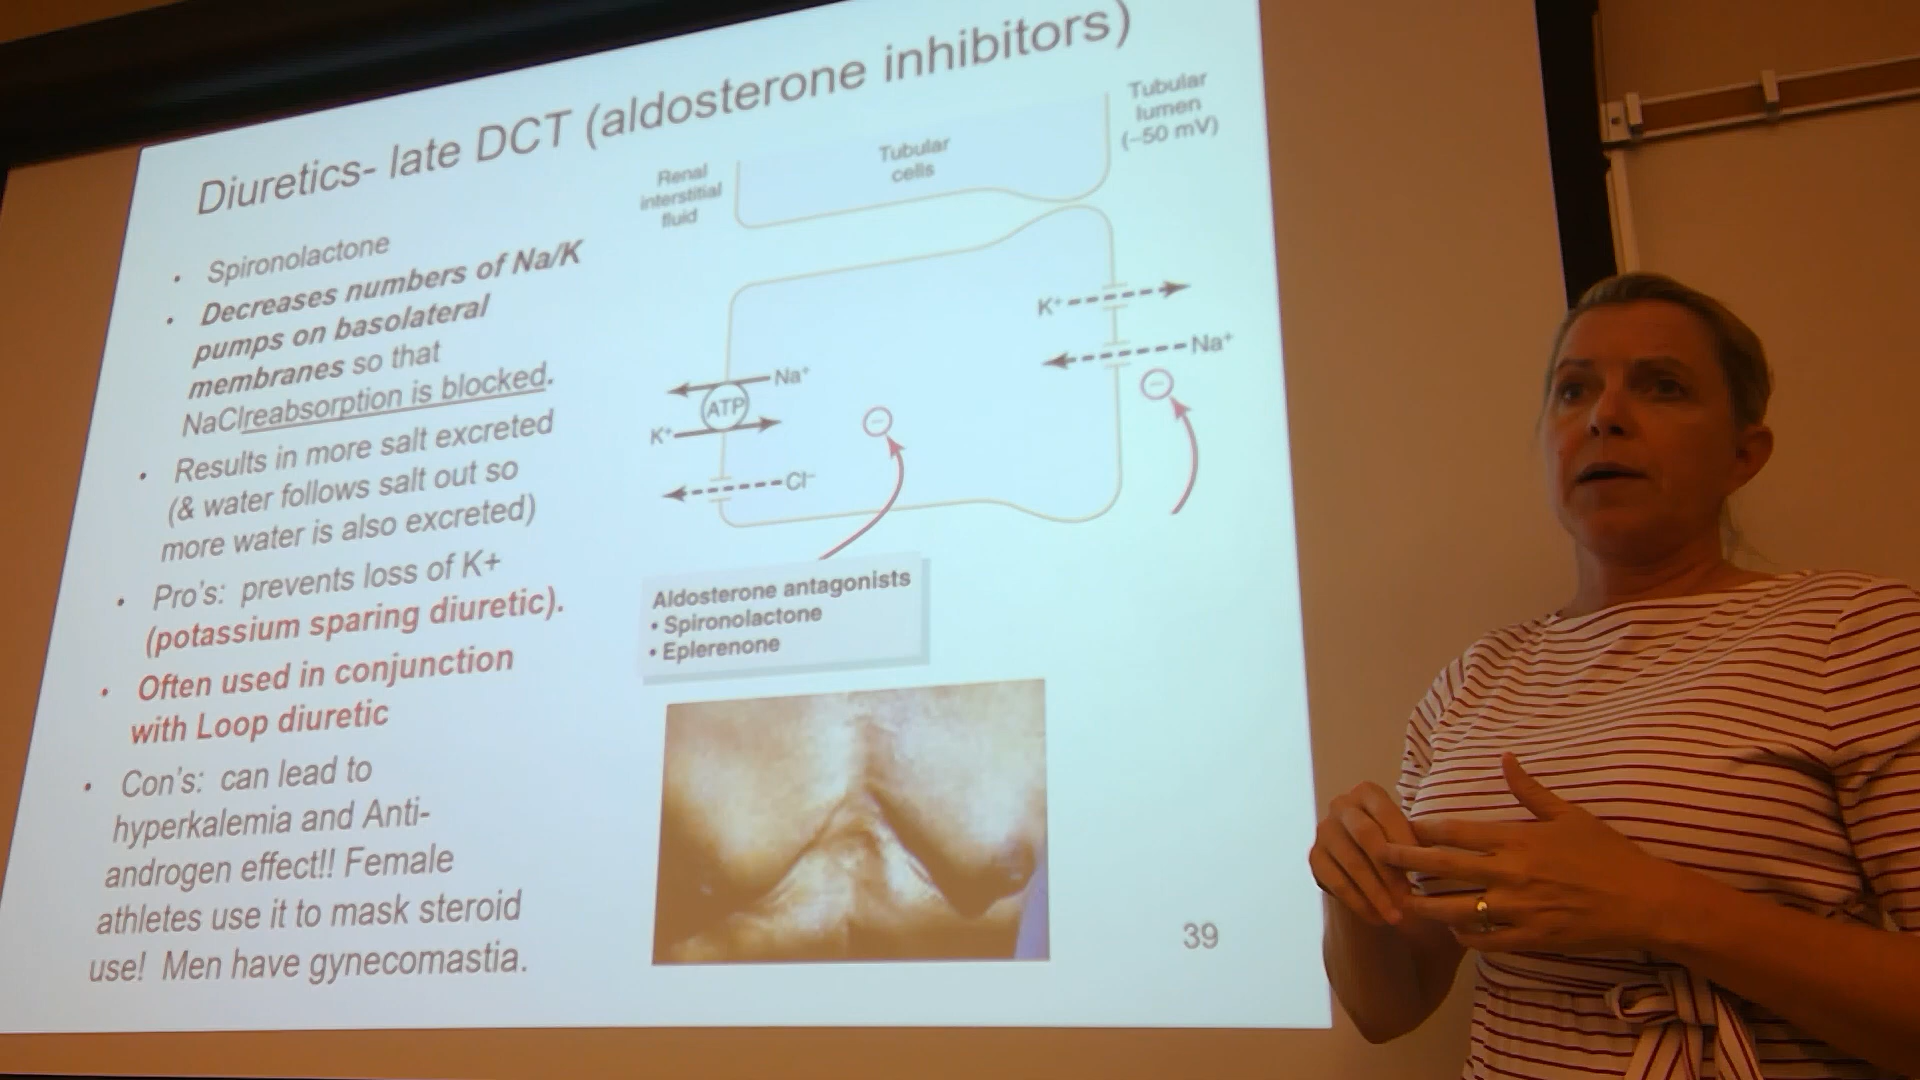 Diuretics- late DCT (aldosterone inhibitors)
• Spironolactone
• Decreases numbers of Na/K
pumps on basolateral
membranes so that
NaClreabsorption is blocked.
• Results in more salt excreted
(& water follows salt out so
more water is also excreted)
• Pro's: prevents loss of K+
(potassium sparing diuretic).
• Often used in conjunction
with Loop diuretic
• Con's: can lead to
hyperkalemia and Anti-
androgen effect!! Female
athletes use it to mask steroid
use! Men have gynecomastia.
Renal
interstitial
fluid
Tubular
cells
Tubular
lumen
(–50 mV)
K⁺
Na⁺
Na⁺
ATP
K⁺
Cl⁻
Aldosterone antagonists
• Spironolactone
• Eplerenone
39